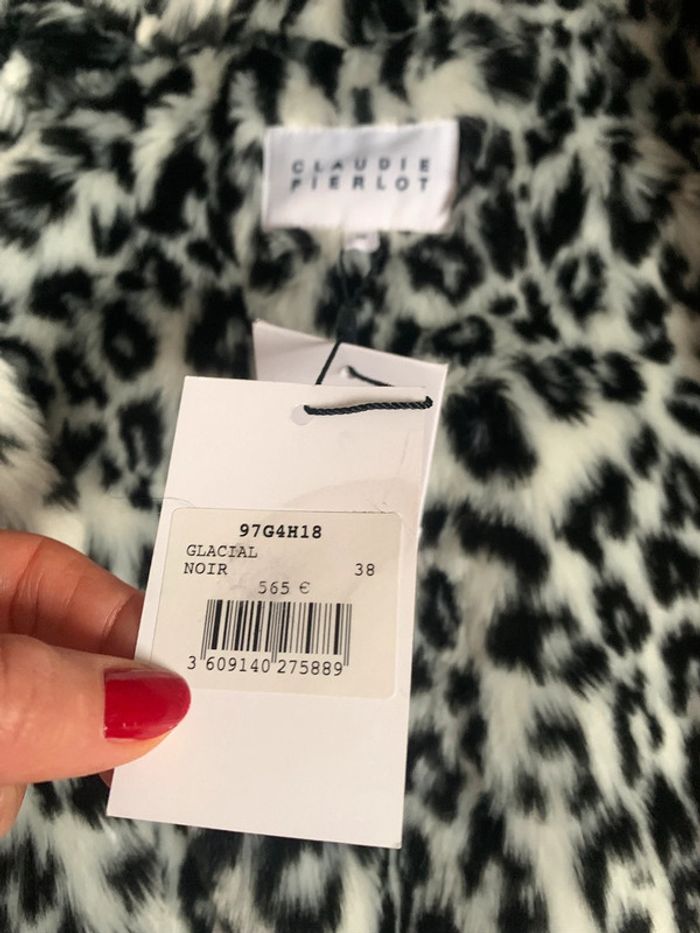 CLAUDIE
PIERLOT
97G4H18
GLACIAL
NOIR 38
565 €
3 609140 275889